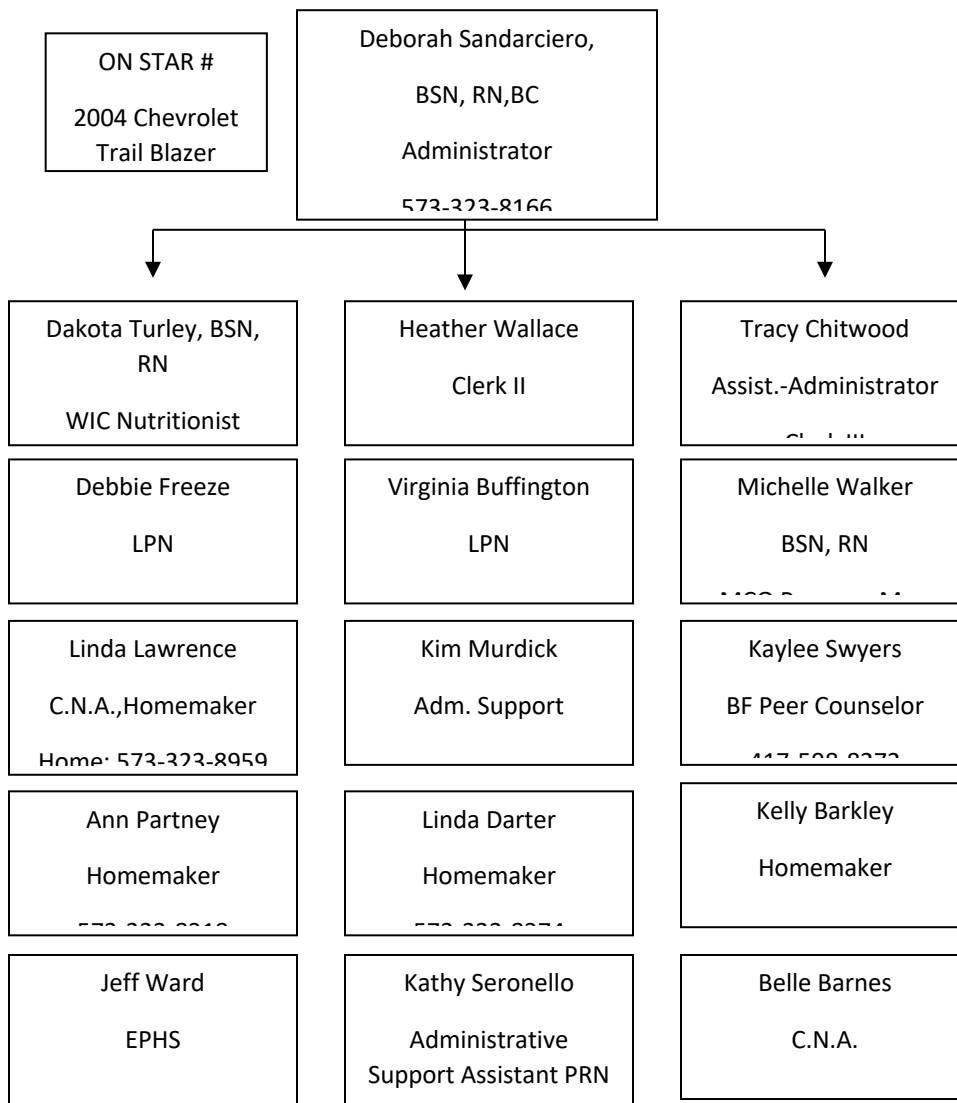 ON STAR #
2004 Chevrolet
Trail Blazer
Deborah Sandarciero,
BSN, RN,BC
Administrator
573-323-8166
Dakota Turley, BSN,
RN
WIC Nutritionist
Heather Wallace
Clerk II
Tracy Chitwood
Assist.-Administrator
Debbie Freeze
LPN
Virginia Buffington
LPN
Michelle Walker
BSN, RN
Linda Lawrence
C.N.A.,Homemaker
Home: 573-323-8959
Kim Murdick
Adm. Support
Kaylee Swyers
BF Peer Counselor
Ann Partney
Homemaker
Linda Darter
Homemaker
Kelly Barkley
Homemaker
Jeff Ward
EPHS
Kathy Seronello
Administrative
Support Assistant PRN
Belle Barnes
C.N.A.